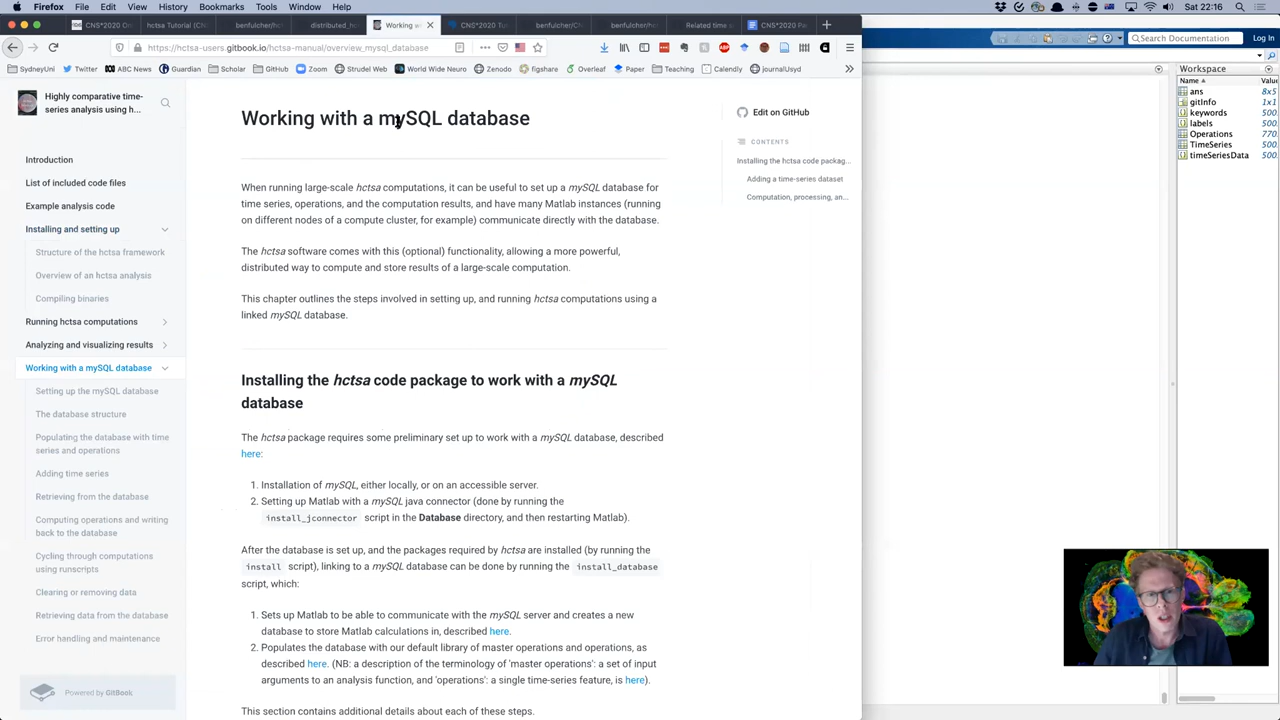 Firefox File Edit View History Bookmarks Tools Window Help
Sat 22:16
CNS*2020 On
hctsa Tutorial (CN
benfulcher/ho
distributed_h
Working w
CNS*2020 Tu
benfulcher/CN
benfulcher/h
Related time s
CNS*2020 Pa
https://hctsa-users.gitbook.io/hctsa-manual/overview_mysql_database
SydneyUni Twitter ABC News Guardian Scholar GitHub Zoom Strudel Web World Wide Neuro Zenodo figshare Overleaf Paper Teaching Calendly journalUsyd
Highly comparative time-
series analysis using h...
Introduction
List of included code files
Example analysis code
Installing and setting up
Structure of the hctsa framework
Overview of an hctsa analysis
Compiling binaries
Running hctsa computations
Analyzing and visualizing results
Working with a mySQL database
Setting up the mySQL database
The database structure
Populating the database with time
series and operations
Adding time series
Retrieving from the database
Computing operations and writing
back to the database
Cycling through computations
using runscripts
Clearing or removing data
Retrieving data from the database
Error handling and maintenance
Powered by GitBook
Working with a mySQL database
When running large-scale hctsa computations, it can be useful to set up a mySQL database for
time series, operations, and the computation results, and have many Matlab instances (running
on different nodes of a compute cluster, for example) communicate directly with the database.
The hctsa software comes with this (optional) functionality, allowing a more powerful,
distributed way to compute and store results of a large-scale computation.
This chapter outlines the steps involved in setting up, and running hctsa computations using a
linked mySQL database.
Installing the hctsa code package to work with a mySQL
database
The hctsa package requires some preliminary set up to work with a mySQL database, described
here:
1. Installation of mySQL, either locally, or on an accessible server.
2. Setting up Matlab with a mySQL java connector (done by running the
install_jconnector script in the Database directory, and then restarting Matlab).
After the database is set up, and the packages required by hctsa are installed (by running the
install script), linking to a mySQL database can be done by running the install_database
script, which:
1. Sets up Matlab to be able to communicate with the mySQL server and creates a new
database to store Matlab calculations in, described here.
2. Populates the database with our default library of master operations and operations, as
described here. (NB: a description of the terminology of 'master operations': a set of input
arguments to an analysis function, and 'operations': a single time-series feature, is here).
This section contains additional details about each of these steps.
Edit on GitHub
CONTENTS
Installing the hctsa code packag...
Adding a time-series dataset
Computation, processing, an...
Search Documentation
Log In
Workspace
Name Value
ans 8x5
gitInfo 1x1
keywords 500
labels 500
Operations 770
TimeSeries 500
timeSeriesData 500